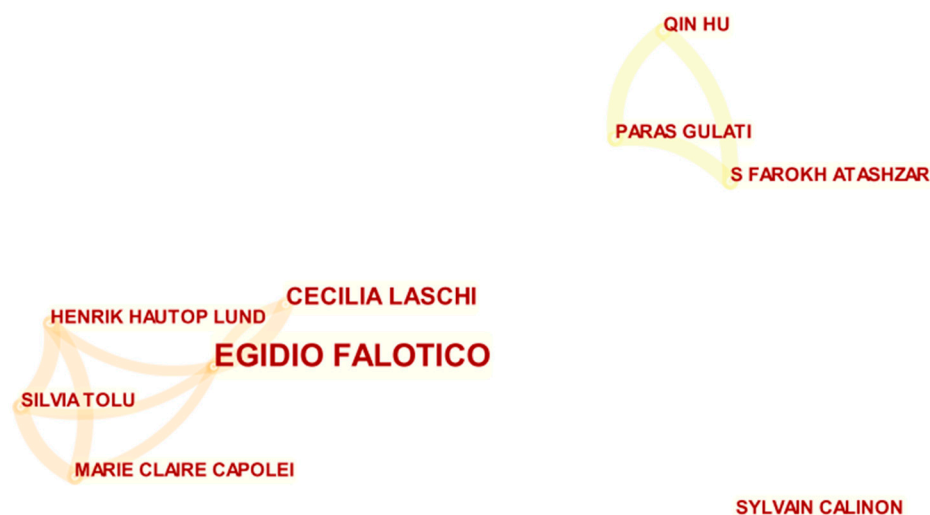 QIN HU
PARAS GULATI
S FAROKH ATASHZAR
CECILIA LASCHI
HENRIK HAUTOP LUND
EGIDIO FALOTICO
SILVIA TOLU
MARIE CLAIRE CAPOLEI
SYLVAIN CALINON